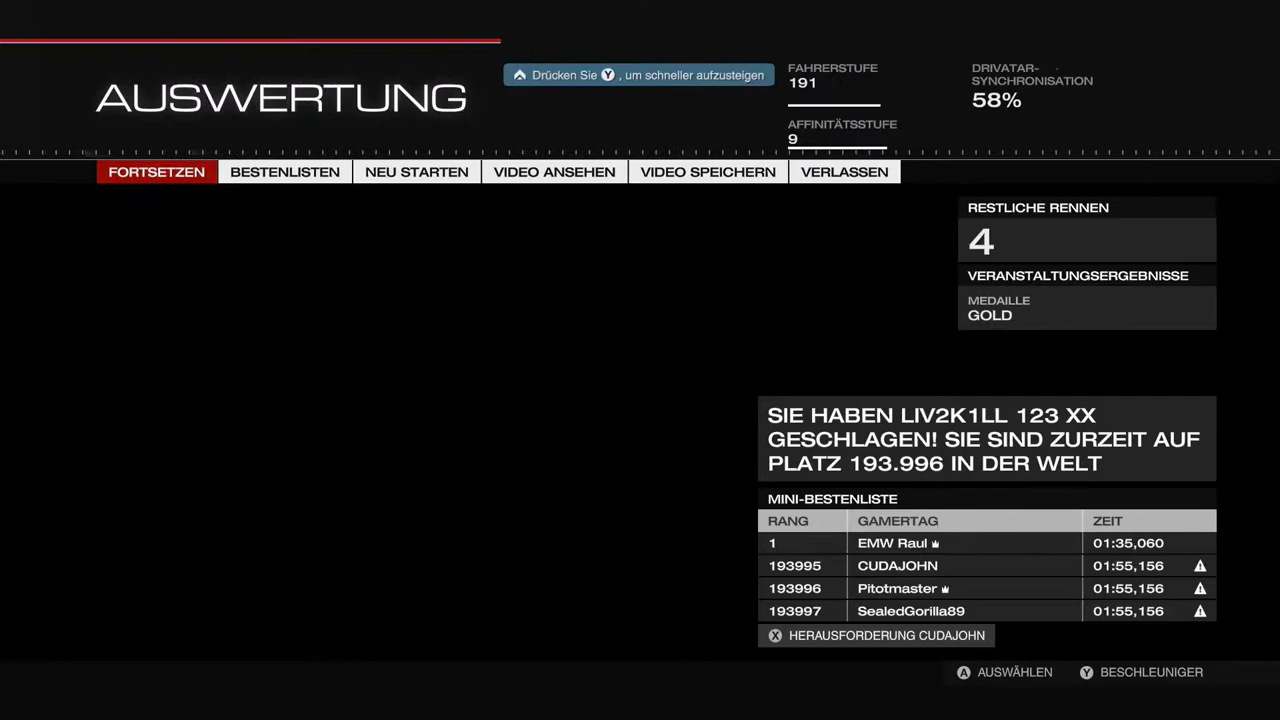 AUSWERTUNG
Drücken Sie Y , um schneller aufzusteigen
FAHRERSTUFE
191
AFFINITÄTSSTUFE
9
DRIVATAR-
SYNCHRONISATION
58%
FORTSETZEN BESTENLISTEN NEU STARTEN VIDEO ANSEHEN VIDEO SPEICHERN VERLASSEN
RESTLICHE RENNEN
4
VERANSTALTUNGSERGEBNISSE
MEDAILLE
GOLD
SIE HABEN LIV2K1LL 123 XX
GESCHLAGEN! SIE SIND ZURZEIT AUF
PLATZ 193.996 IN DER WELT
MINI-BESTENLISTE
RANG GAMERTAG ZEIT
1 EMW Raul 01:35,060
193995 CUDAJOHN 01:55,156
193996 Pitotmaster 01:55,156
193997 SealedGorilla89 01:55,156
X HERAUSFORDERUNG CUDAJOHN
A AUSWÄHLEN Y BESCHLEUNIGER